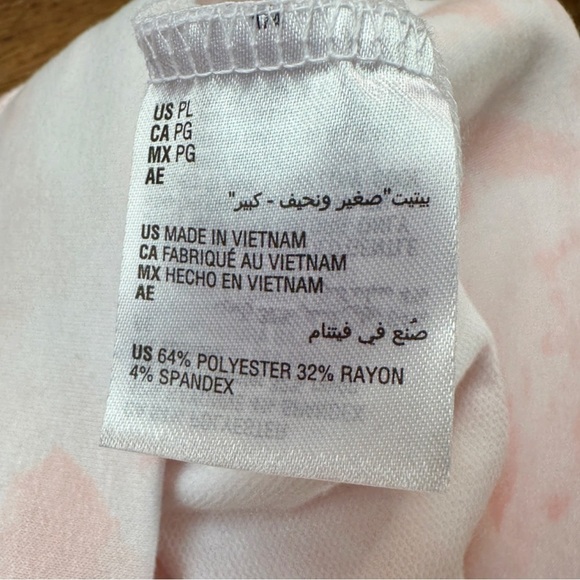 US PL
CA PG
MX PG
AE
بيتيت"صغير ونحيف - كبير"
US MADE IN VIETNAM
CA FABRIQUÉ AU VIETNAM
MX HECHO EN VIETNAM
AE
صُنع في فيتنام
US 64% POLYESTER 32% RAYON
4% SPANDEX